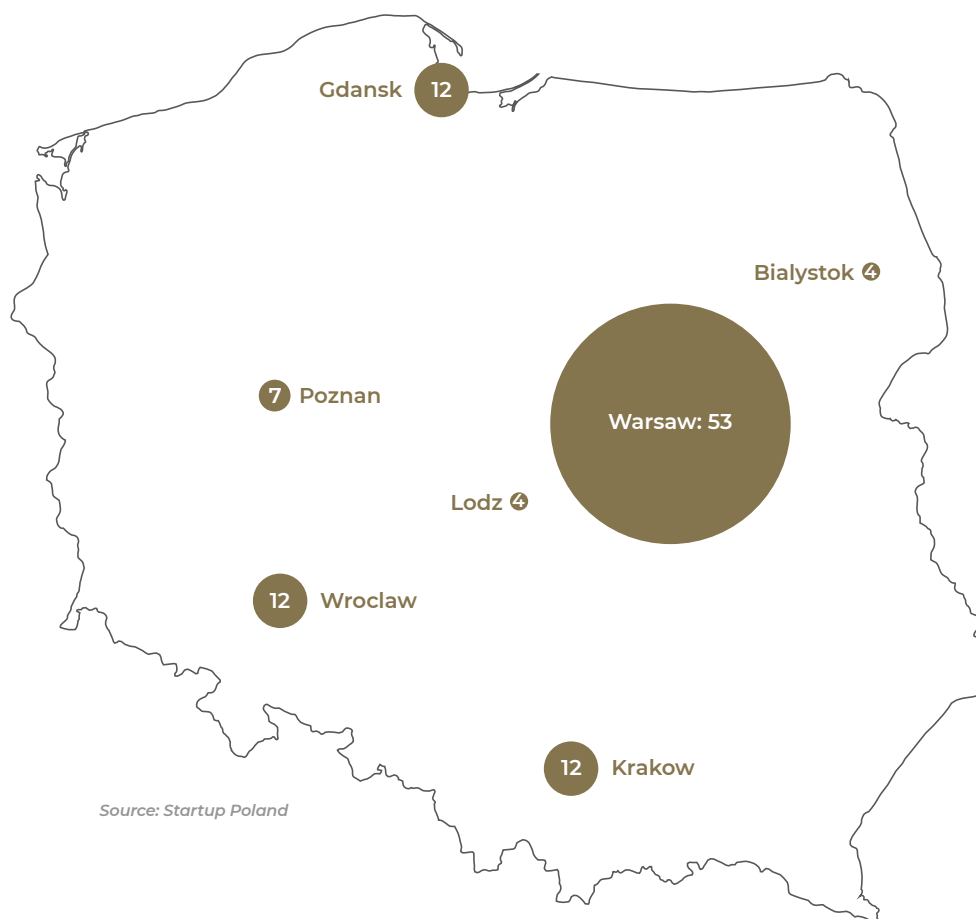 Gdansk 12
Bialystok 4
7 Poznan
Warsaw: 53
Lodz 4
12 Wroclaw
12 Krakow
Source: Startup Poland